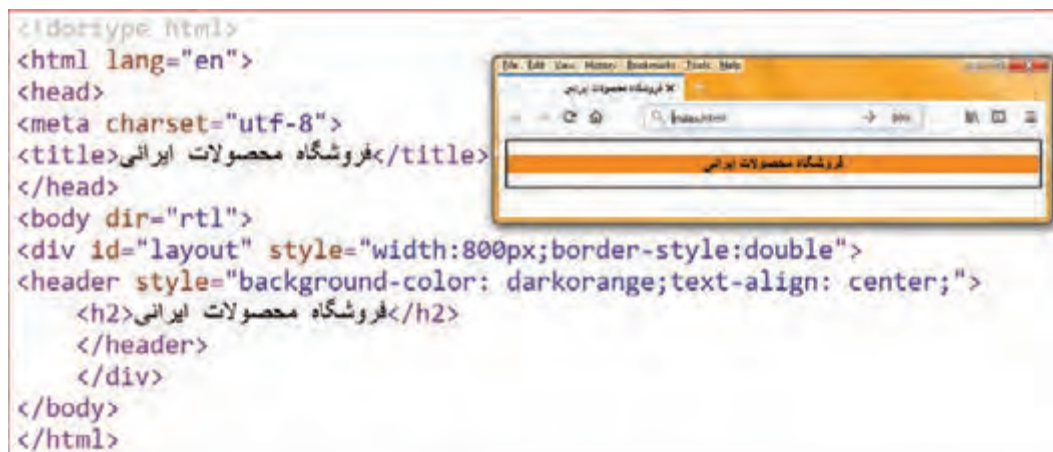 <!doctype html>
<html lang="en">
<head>
<meta charset="utf-8">
<title>فروشگاه محصولات ایرانی</title>
</head>
<body dir="rtl">
<div id="layout" style="width:800px;border-style:double">
<header style="background-color: darkorange;text-align: center;">
<h2>فروشگاه محصولات ایرانی</h2>
</header>
</div>
</body>
</html>
File Edit View History Bookmarks Tools Help
فروشگاه محصولات ایرانی
فروشگاه محصولات ایرانی